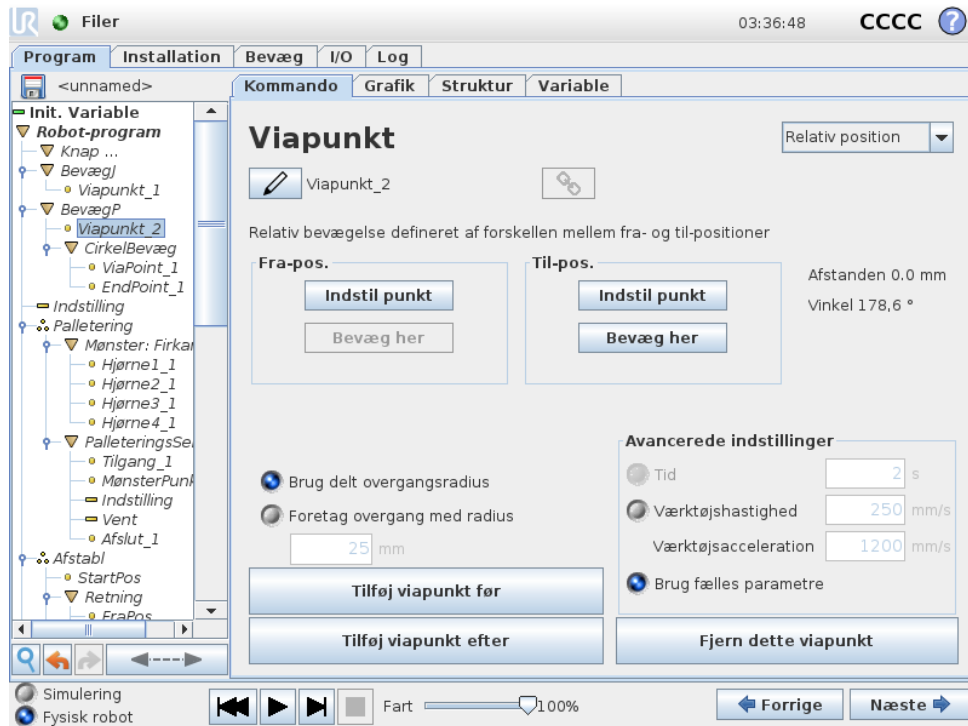 UR Filer 03:36:48 CCCC ?
Program Installation Bevæg I/O Log
<unnamed>
Kommando Grafik Struktur Variable
Init. Variable
Robot-program
Knap ...
BevægJ
Viapunkt_1
BevægP
Viapunkt_2
CirkelBevæg
ViaPoint_1
EndPoint_1
Indstilling
Palletering
Mønster: Firkan
Hjørne1_1
Hjørne2_1
Hjørne3_1
Hjørne4_1
PalleteringsSe
Tilgang_1
MønsterPunk
Indstilling
Vent
Afslut_1
Afstabl
StartPos
Retning
FraPos
Viapunkt
Relativ position
Viapunkt_2
Relativ bevægelse defineret af forskellen mellem fra- og til-positioner
Fra-pos.
Indstil punkt
Bevæg her
Til-pos.
Indstil punkt
Bevæg her
Afstanden 0.0 mm
Vinkel 178,6 °
Brug delt overgangsradius
Foretag overgang med radius
25 mm
Avancerede indstillinger
Tid 2 s
Værktøjshastighed 250 mm/s
Værktøjsacceleration 1200 mm/s
Brug fælles parametre
Tilføj viapunkt før
Tilføj viapunkt efter
Fjern dette viapunkt
Simulering
Fysisk robot
Fart 100%
Forrige
Næste